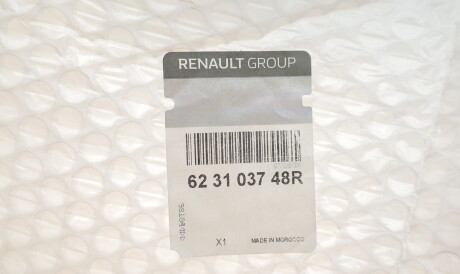 RENAULT GROUP
62 31 037 48R
X1
MADE IN MOROCCO